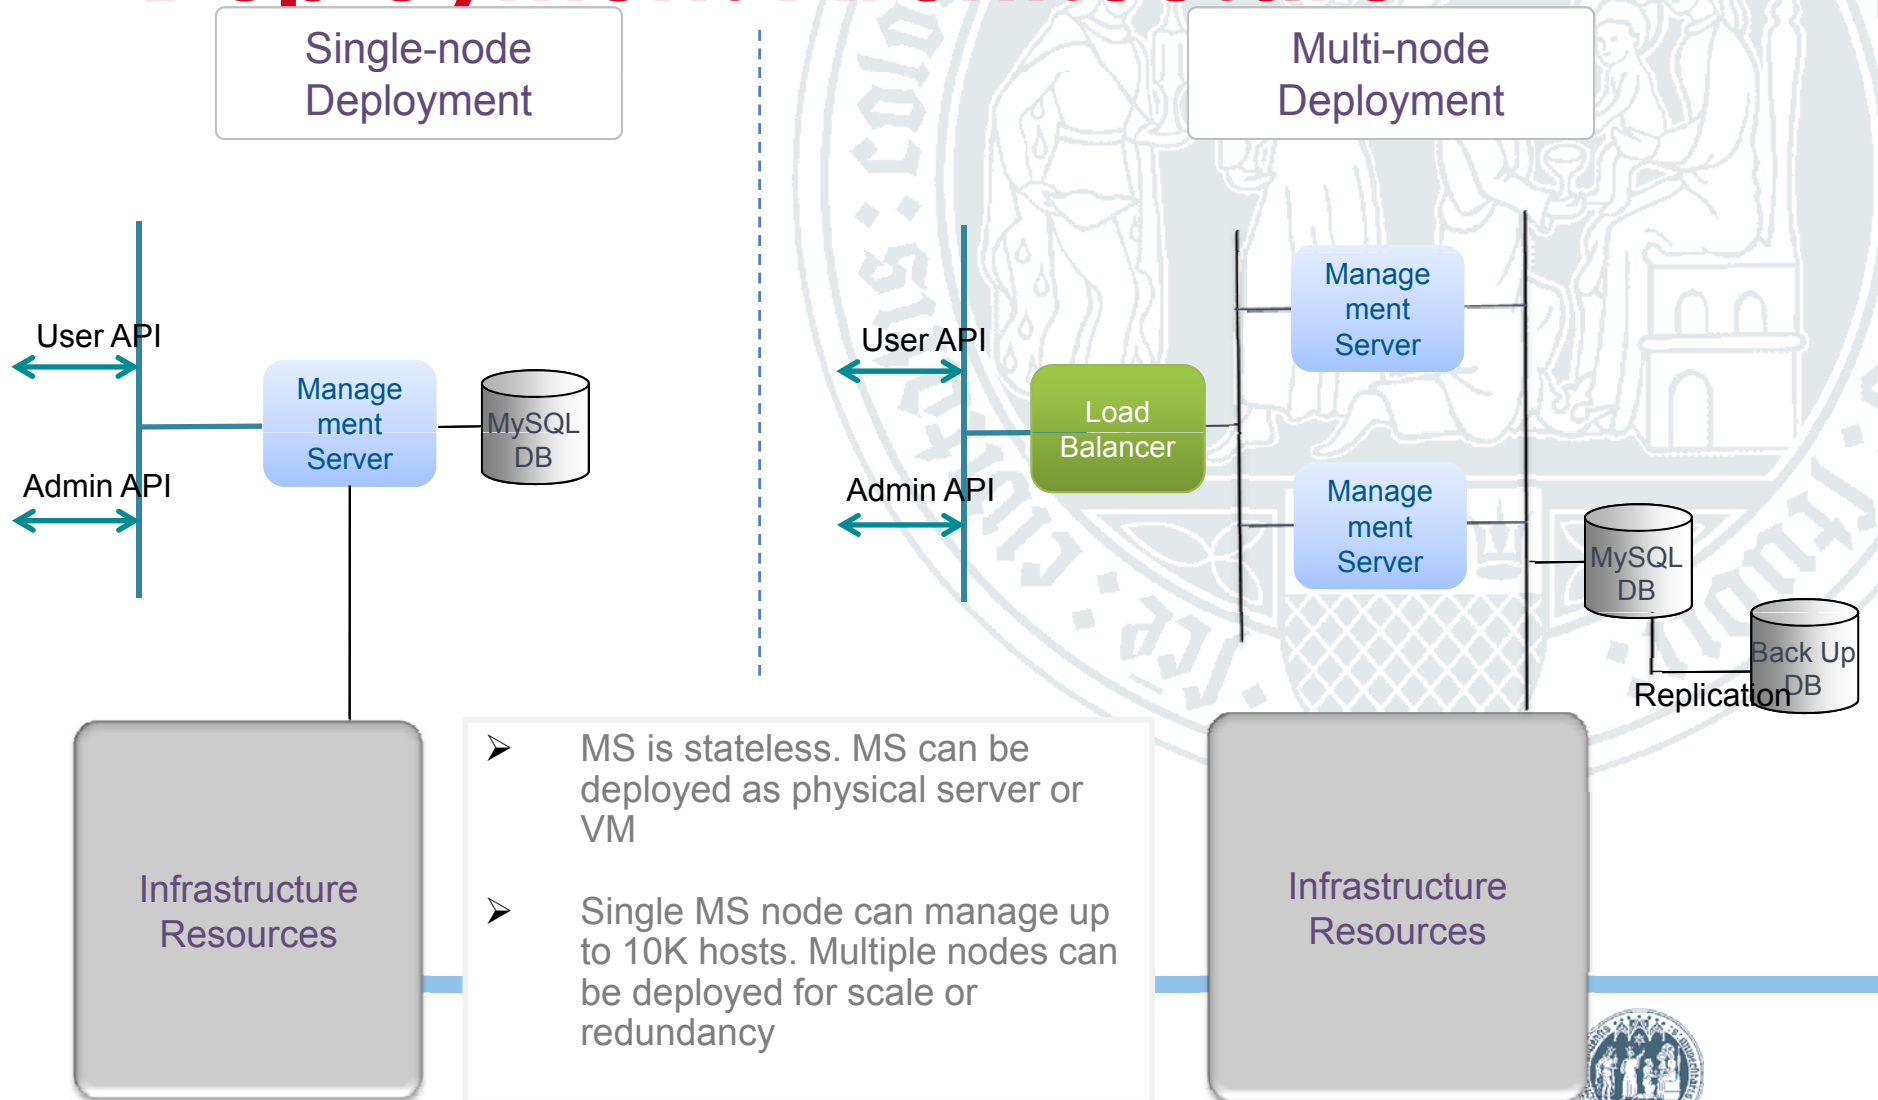 Deployment Architecture
Single-node
Deployment
Multi-node
Deployment
User API
Admin API
Manage
ment
Server
MySQL
DB
User API
Admin API
Load
Balancer
Manage
ment
Server
Manage
ment
Server
MySQL
DB
Back Up
DB
Replication
Infrastructure
Resources
➢ MS is stateless. MS can be
deployed as physical server or
VM
➢ Single MS node can manage up
to 10K hosts. Multiple nodes can
be deployed for scale or
redundancy
Infrastructure
Resources